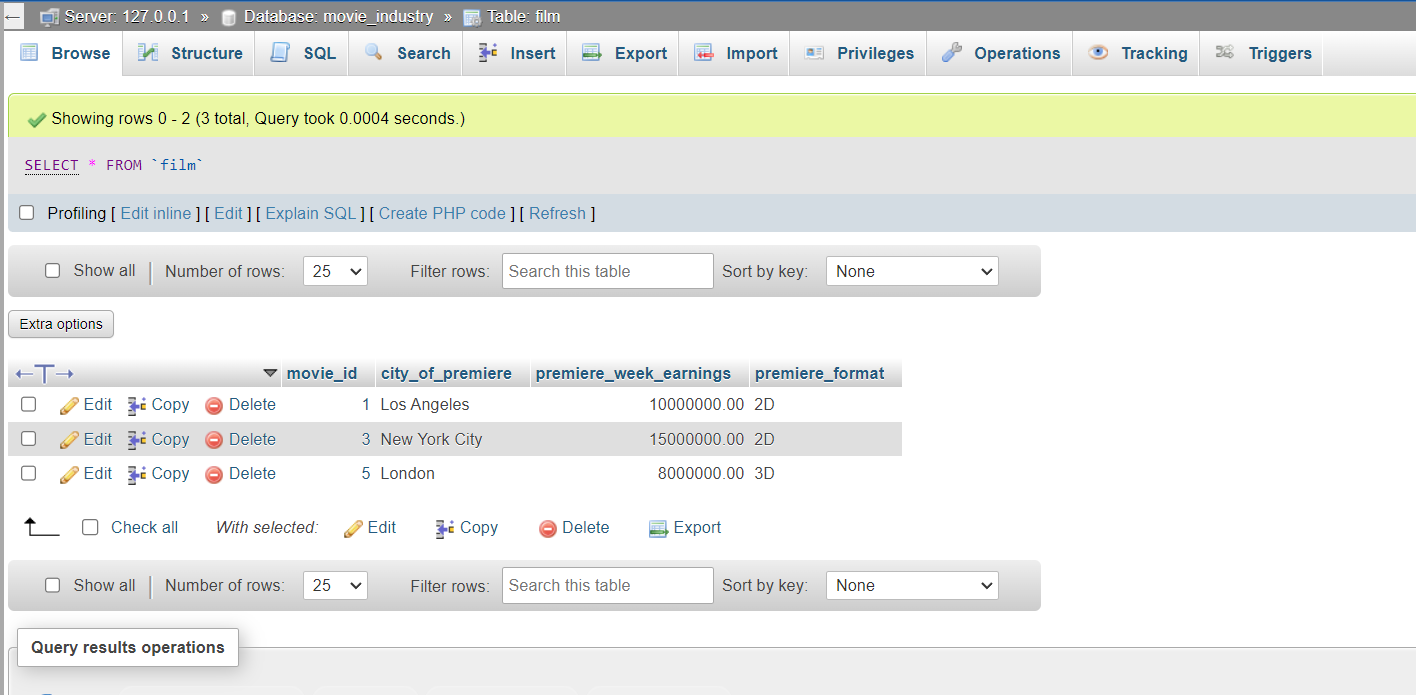 Server: 127.0.0.1 » Database: movie_industry » Table: film
Browse Structure SQL Search Insert Export Import Privileges Operations Tracking Triggers
Showing rows 0 - 2 (3 total, Query took 0.0004 seconds.)
SELECT * FROM `film`
Profiling [ Edit inline ] [ Edit ] [ Explain SQL ] [ Create PHP code ] [ Refresh ]
Show all | Number of rows: 25 Filter rows: Search this table Sort by key: None
Extra options
←T→ movie_id city_of_premiere premiere_week_earnings premiere_format
Edit Copy Delete 1 Los Angeles 10000000.00 2D
Edit Copy Delete 3 New York City 15000000.00 2D
Edit Copy Delete 5 London 8000000.00 3D
Check all With selected: Edit Copy Delete Export
Show all | Number of rows: 25 Filter rows: Search this table Sort by key: None
Query results operations